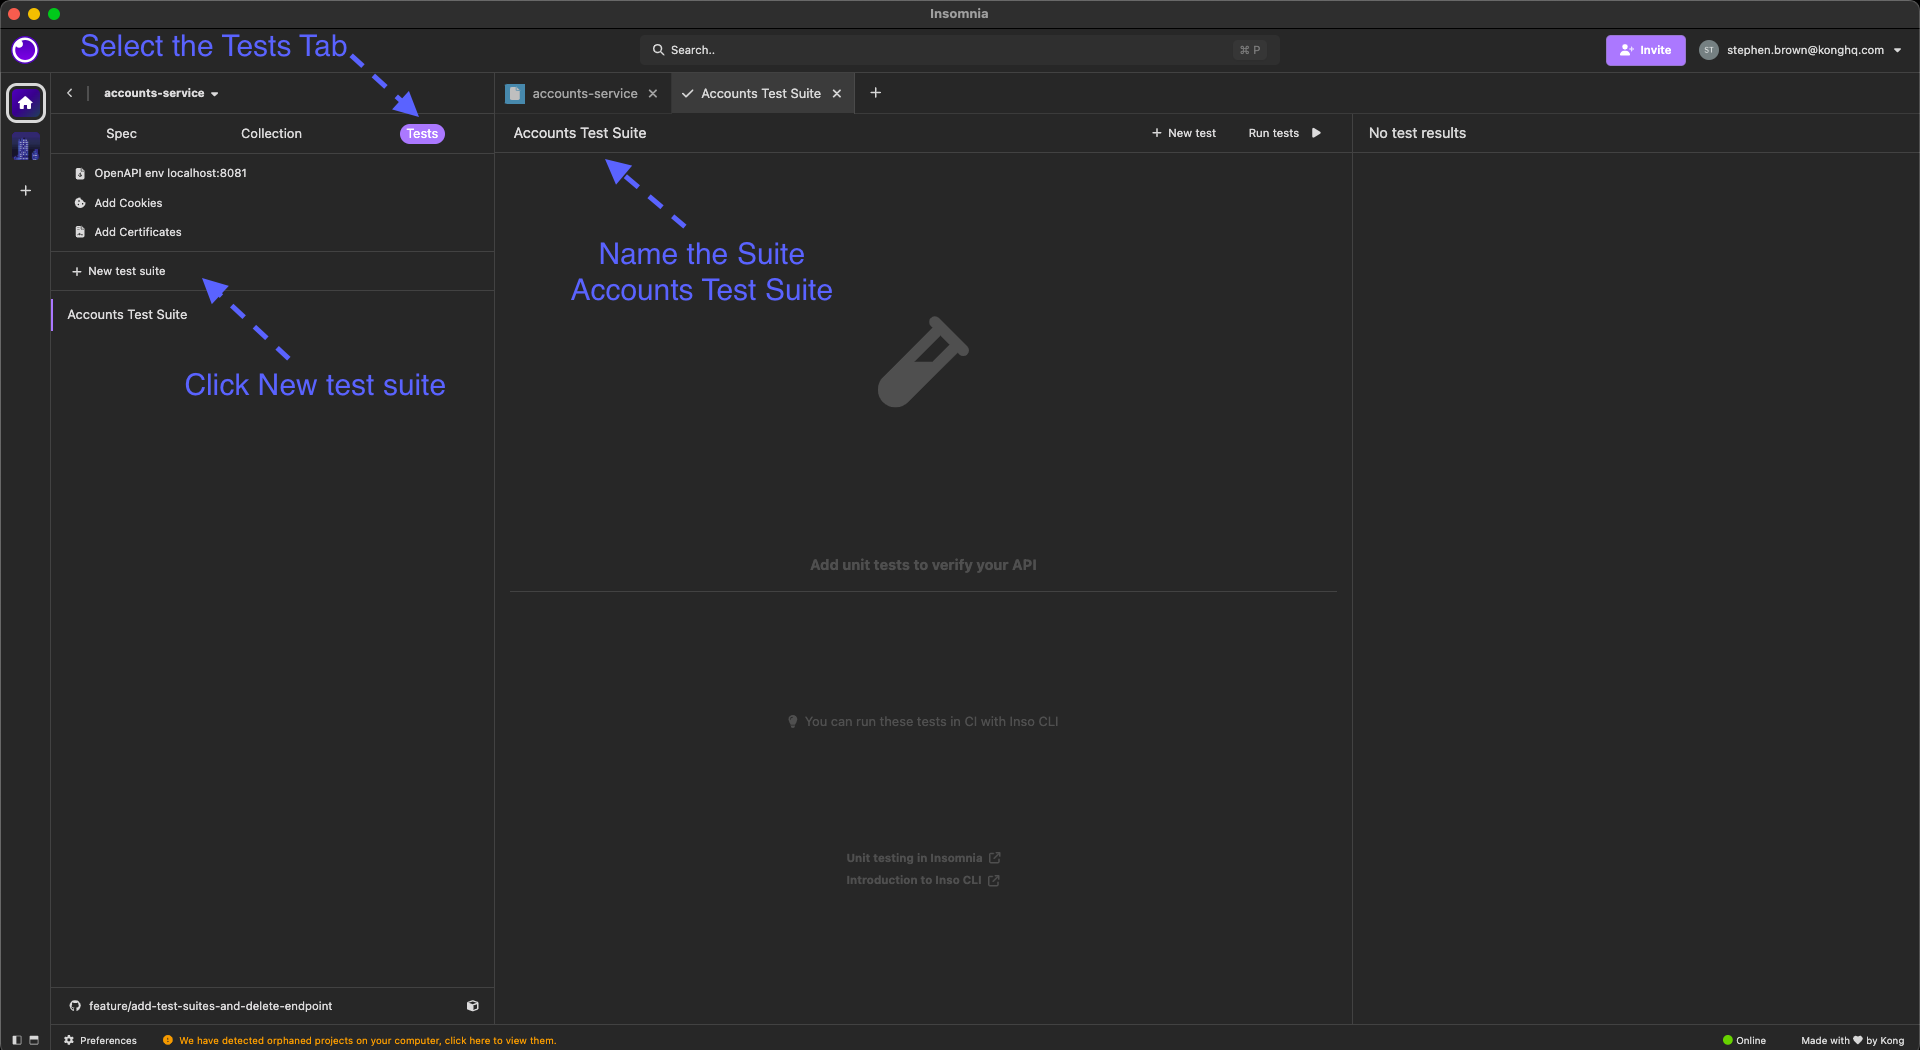 Insomnia
Select the Tests Tab
Search..
⌘ P
Invite
ST
stephen.brown@konghq.com
accounts-service
accounts-service
Accounts Test Suite
Spec
Collection
Tests
Accounts Test Suite
New test
Run tests
No test results
OpenAPI env localhost:8081
Add Cookies
Add Certificates
New test suite
Accounts Test Suite
Name the Suite
Accounts Test Suite
Click New test suite
Add unit tests to verify your API
You can run these tests in CI with Inso CLI
Unit testing in Insomnia
Introduction to Inso CLI
feature/add-test-suites-and-delete-endpoint
Preferences
We have detected orphaned projects on your computer, click here to view them.
Online
Made with ♥ by Kong